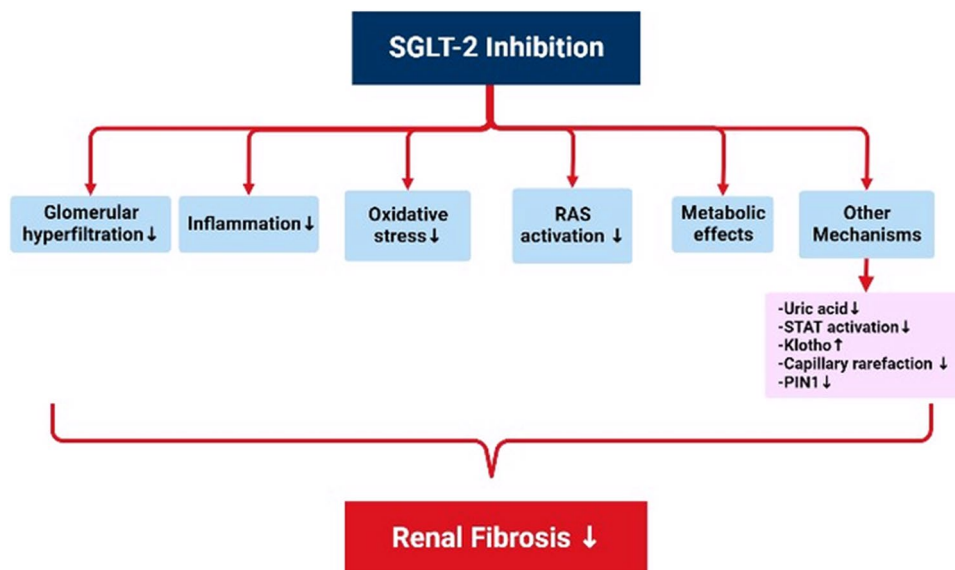 SGLT-2 Inhibition
Glomerular
hyperfiltration↓
Inflammation↓
Oxidative
stress↓
RAS
activation ↓
Metabolic
effects
Other
Mechanisms
-Uric acid↓
-STAT activation↓
-Klotho↑
-Capillary rarefaction ↓
-PIN1↓
Renal Fibrosis ↓